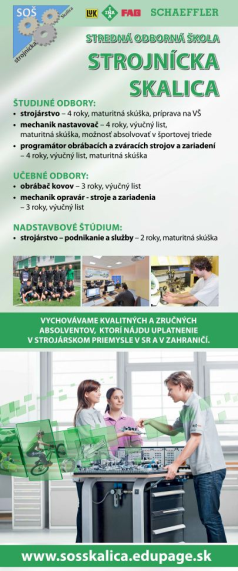 SOŠ
strojnícka
Skalica
LuK
INA
FAG
SCHAEFFLER
STREDNÁ ODBORNÁ ŠKOLA
STROJNÍCKA
SKALICA
ŠTUDIJNÉ ODBORY:
• strojárstvo – 4 roky, maturitná skúška, príprava na VŠ
• mechanik nastavovač – 4 roky, výučný list,
maturitná skúška, možnosť absolvovať v športovej triede
• programátor obrábacích a zváracích strojov a zariadení
– 4 roky, výučný list, maturitná skúška
UČEBNÉ ODBORY:
• obrábač kovov – 3 roky, výučný list
• mechanik opravár - stroje a zariadenia
– 3 roky, výučný list
NADSTAVBOVÉ ŠTÚDIUM:
• strojárstvo – podnikanie a služby – 2 roky, maturitná skúška
VYCHOVÁVAME KVALITNÝCH A ZRUČNÝCH
ABSOLVENTOV, KTORÍ NÁJDU UPLATNENIE
V STROJÁRSKOM PRIEMYSLE V SR A V ZAHRANIČÍ.
www.sosskalica.edupage.sk